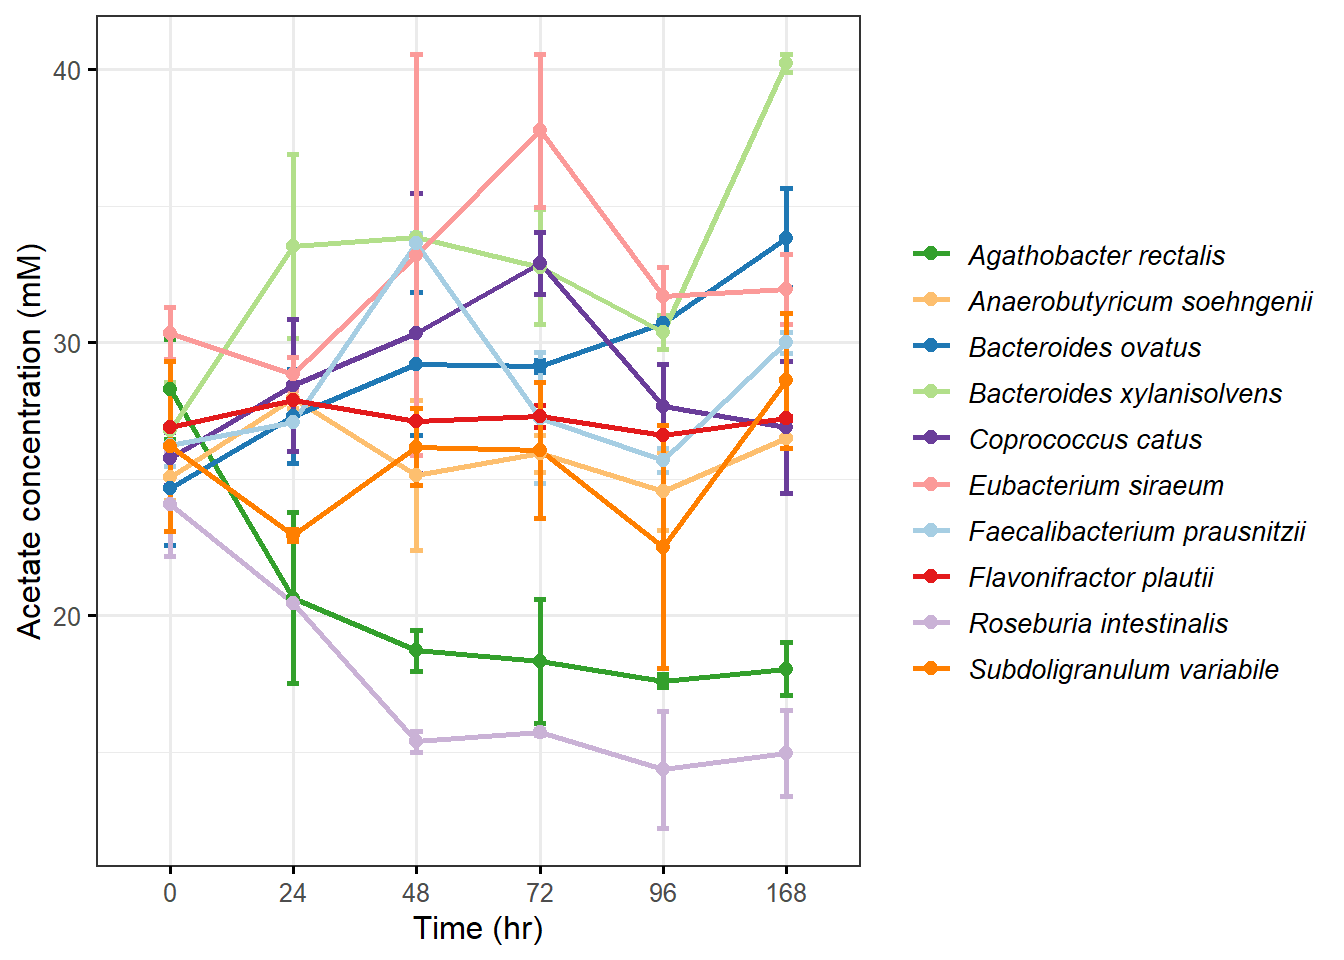 Acetate concentration (mM)
40
30
20
0 24 48 72 96 168
Time (hr)
Agathobacter rectalis
Anaerobutyricum soehngenii
Bacteroides ovatus
Bacteroides xylanisolvens
Coprococcus catus
Eubacterium siraeum
Faecalibacterium prausnitzii
Flavonifractor plautii
Roseburia intestinalis
Subdoligranulum variabile